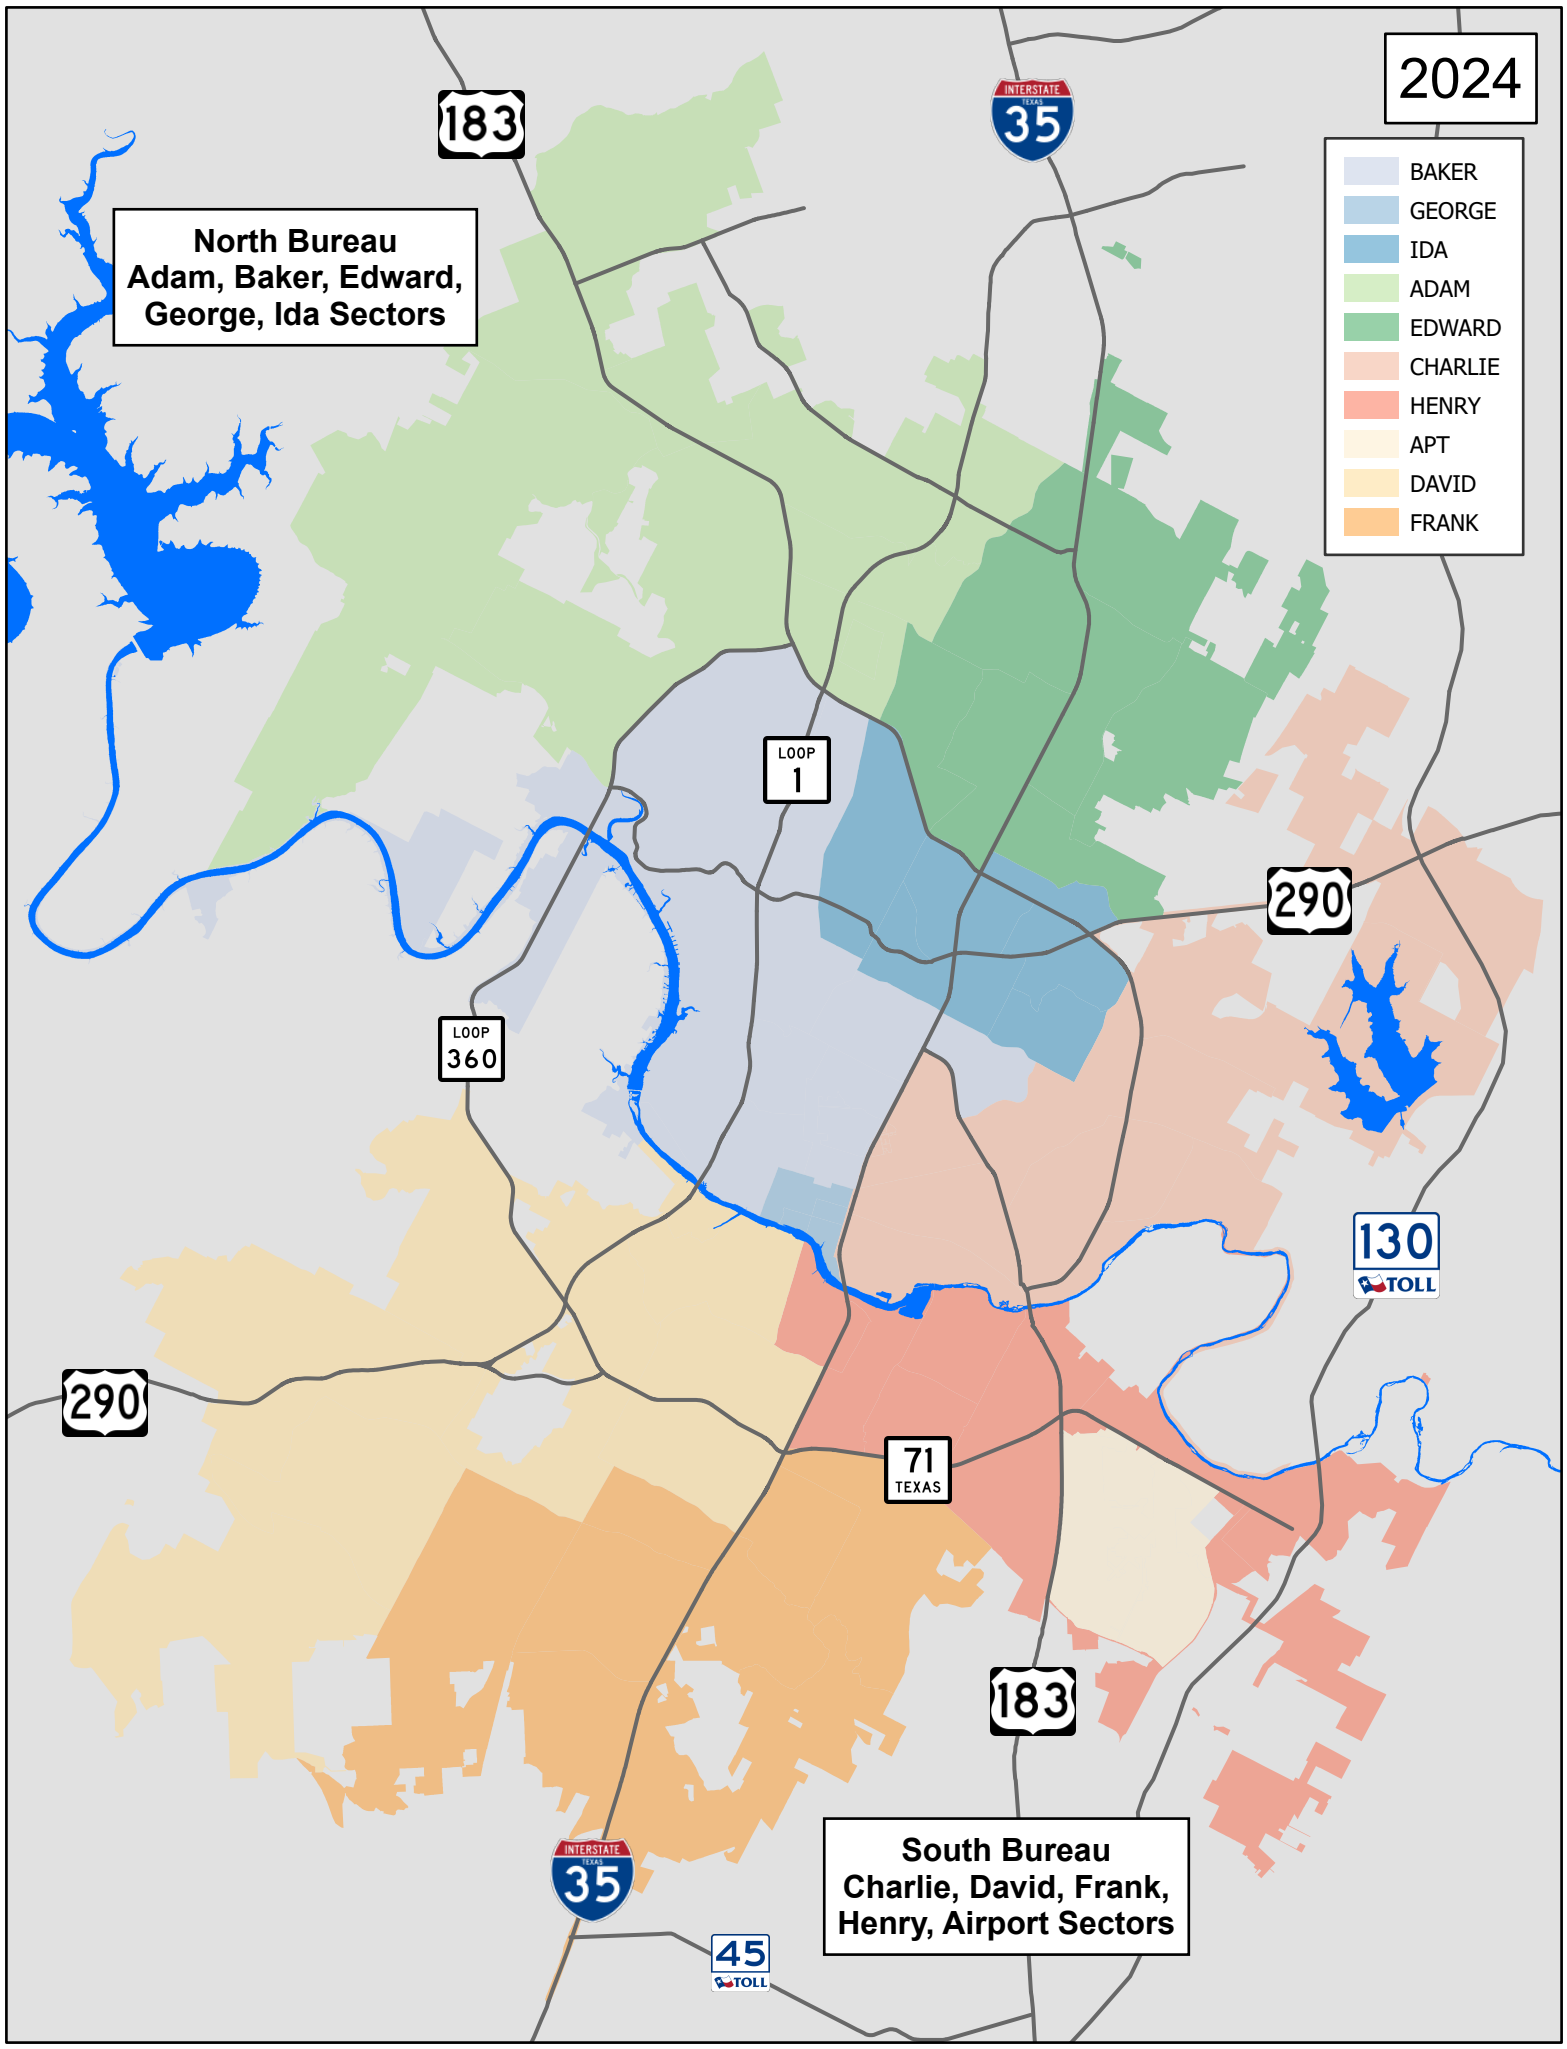 2024
183
INTERSTATE
TEXAS
35
BAKER
GEORGE
IDA
ADAM
EDWARD
CHARLIE
HENRY
APT
DAVID
FRANK
North Bureau
Adam, Baker, Edward,
George, Ida Sectors
LOOP
1
290
LOOP
360
130
TOLL
290
71
TEXAS
183
South Bureau
Charlie, David, Frank,
Henry, Airport Sectors
INTERSTATE
TEXAS
35
45
TOLL